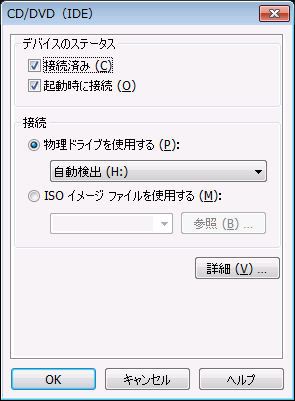 CD/DVD (IDE)
デバイスのステータス
接続済み (C)
起動時に接続 (O)
接続
物理ドライブを使用する (P):
自動検出 (H:)
ISO イメージ ファイルを使用する (M):
参照 (B) ...
詳細 (V) ...
OK キャンセル ヘルプ